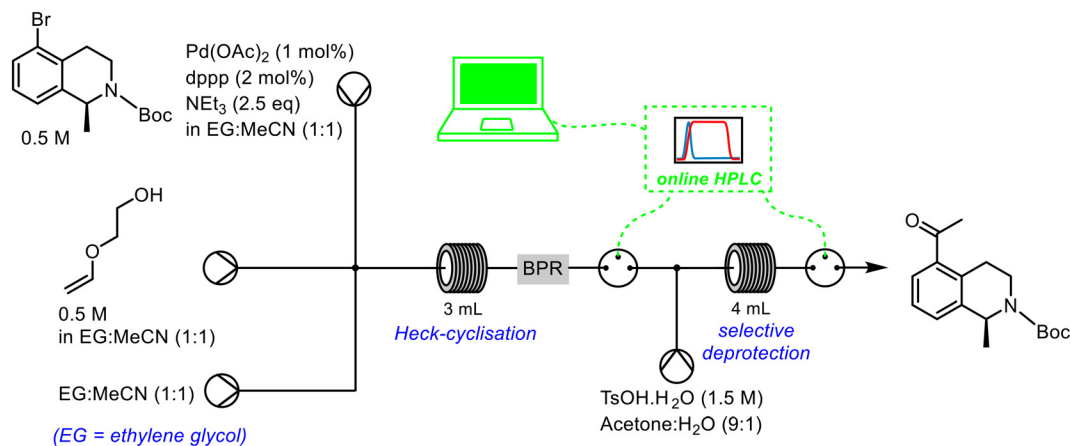 Br
N
Boc
0.5 M
Pd(OAc)2 (1 mol%)
dppp (2 mol%)
NEt3 (2.5 eq)
in EG:MeCN (1:1)
OH
O
0.5 M
in EG:MeCN (1:1)
EG:MeCN (1:1)
(EG = ethylene glycol)
3 mL
Heck-cyclisation
BPR
online HPLC
4 mL
selective
deprotection
TsOH.H2O (1.5 M)
Acetone:H2O (9:1)
O
N
Boc